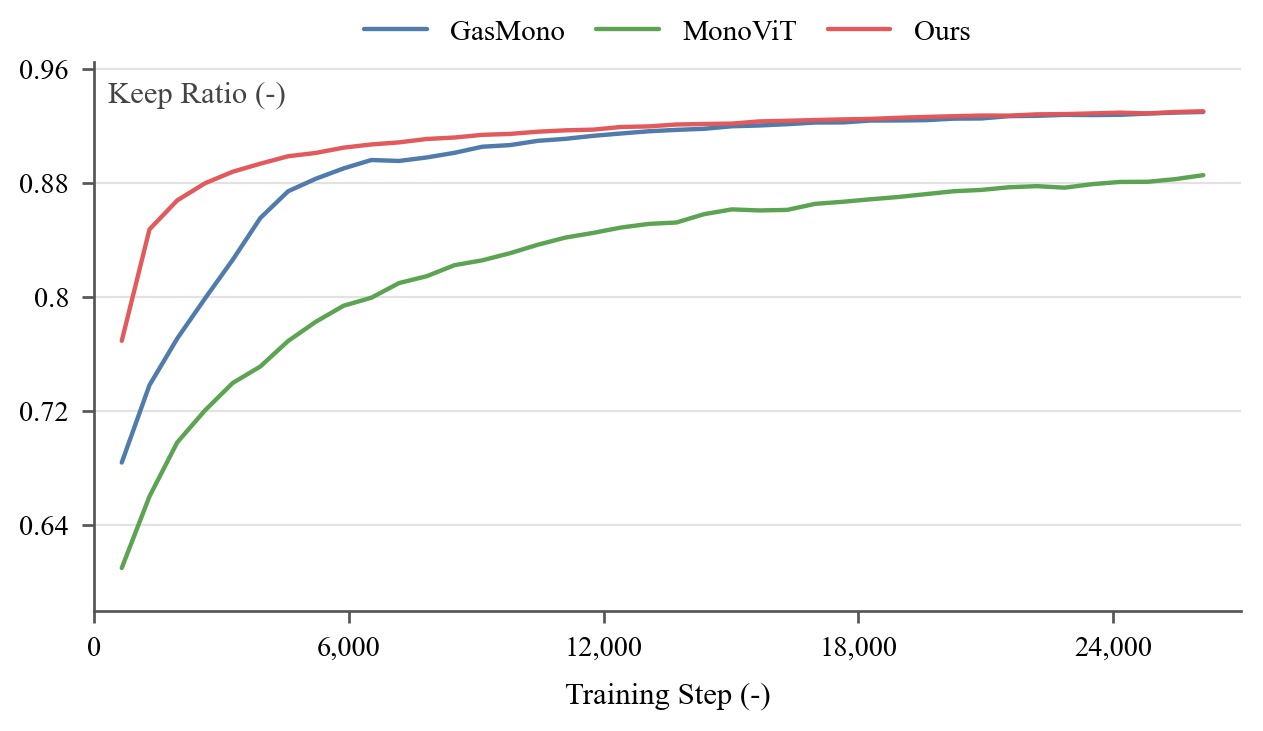 GasMono MonoViT Ours
Keep Ratio (-)
0.96
0.88
0.8
0.72
0.64
0 6,000 12,000 18,000 24,000
Training Step (-)